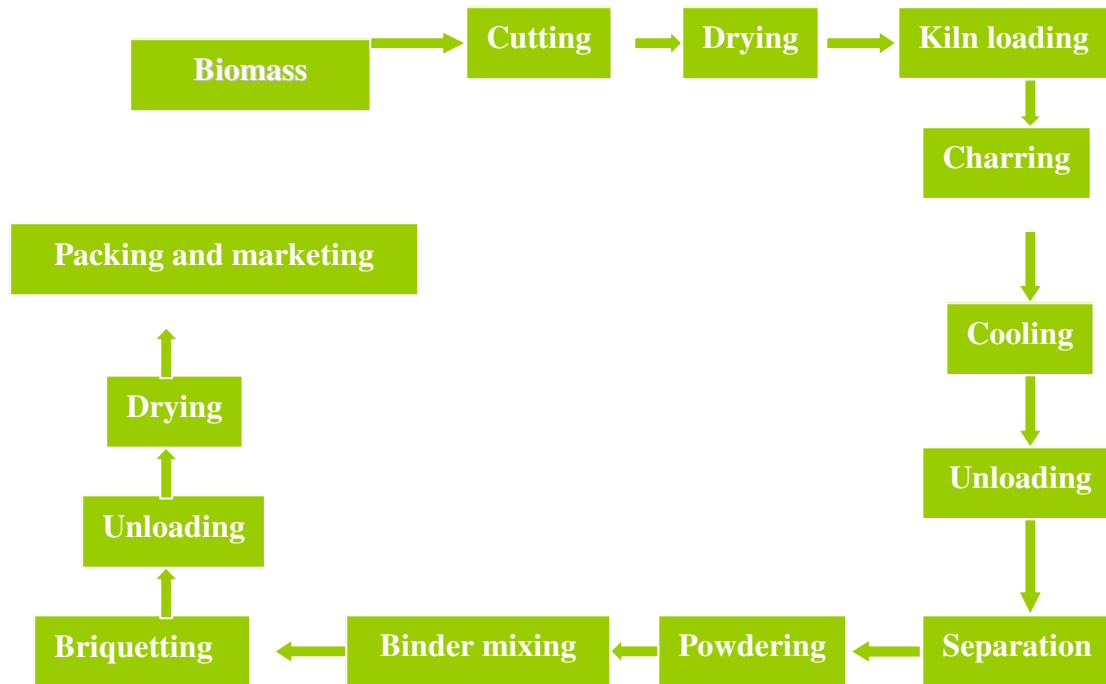 Biomass
Cutting
Drying
Kiln loading
Charring
Cooling
Unloading
Separation
Powdering
Binder mixing
Briquetting
Unloading
Drying
Packing and marketing